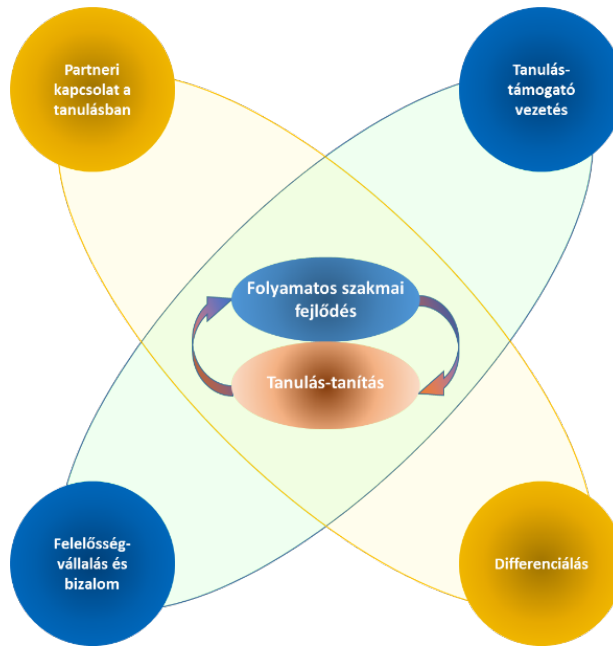 Partneri
kapcsolat a
tanulásban
Tanulás-
támogató
vezetés
Folyamatos szakmai
fejlődés
Tanulás-tanítás
Felelősség-
vállalás és
bizalom
Differenciálás